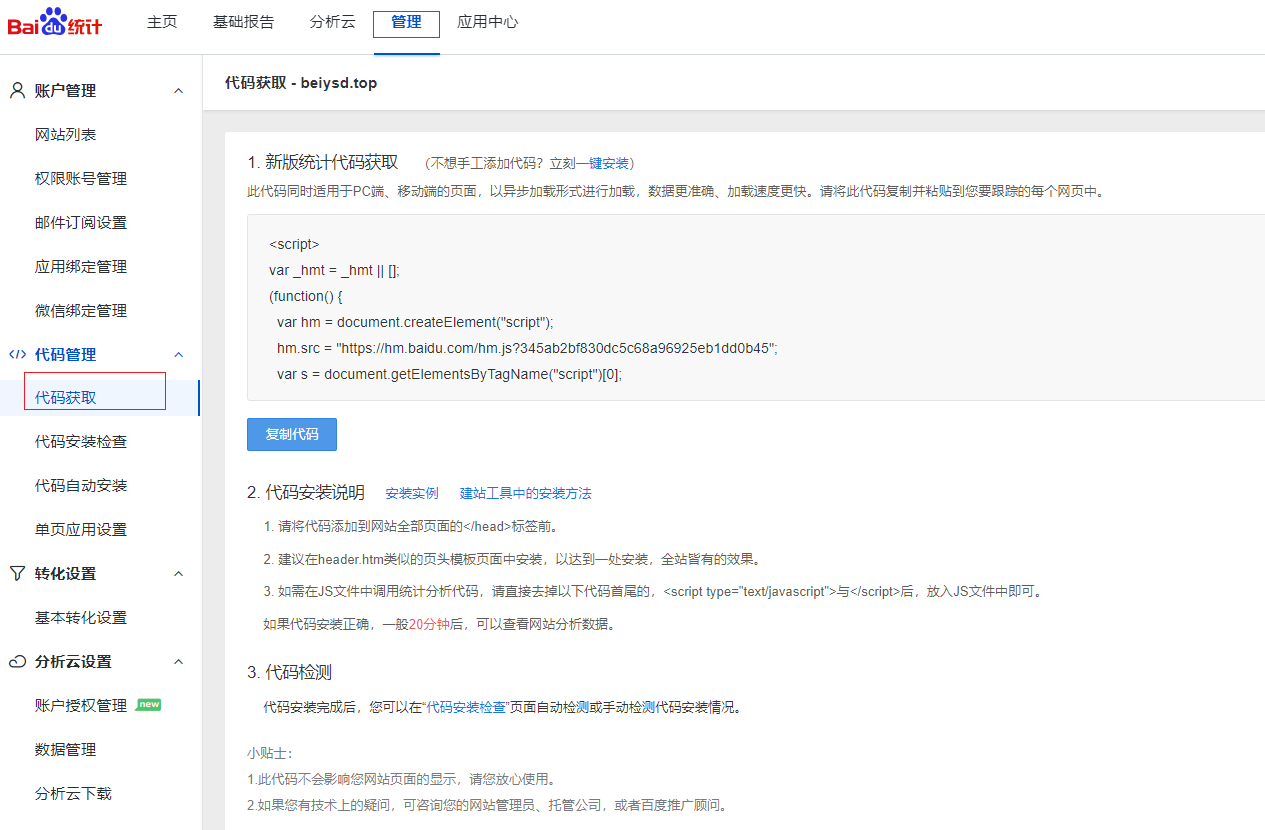 Bai du 统计
主页 基础报告 分析云 管理 应用中心
账户管理
网站列表
权限账号管理
邮件订阅设置
应用绑定管理
微信绑定管理
代码管理
代码获取
代码安装检查
代码自动安装
单页应用设置
转化设置
基本转化设置
分析云设置
账户授权管理 new
数据管理
分析云下载
代码获取 - beiysd.top
1. 新版统计代码获取 （不想手工添加代码？立刻一键安装）
此代码同时适用于PC端、移动端的页面，以异步加载形式进行加载，数据更准确、加载速度更快。请将此代码复制并粘贴到您要跟踪的每个网页中。
<script>
var _hmt = _hmt || [];
(function() {
var hm = document.createElement("script");
hm.src = "https://hm.baidu.com/hm.js?345ab2bf830dc5c68a96925eb1dd0b45";
var s = document.getElementsByTagName("script")[0];
复制代码
2. 代码安装说明 安装实例 建站工具中的安装方法
1. 请将代码添加到网站全部页面的</head>标签前。
2. 建议在header.htm类似的页头模板页面中安装，以达到一处安装，全站皆有的效果。
3. 如需在JS文件中调用统计分析代码，请直接去掉以下代码首尾的，<script type="text/javascript">与</script>后，放入JS文件中即可。
如果代码安装正确，一般20分钟后，可以查看网站分析数据。
3. 代码检测
代码安装完成后，您可以在“代码安装检查”页面自动检测或手动检测代码安装情况。
小贴士：
1.此代码不会影响您网站页面的显示，请您放心使用。
2.如果您有技术上的疑问，可咨询您的网站管理员、托管公司，或者百度推广顾问。